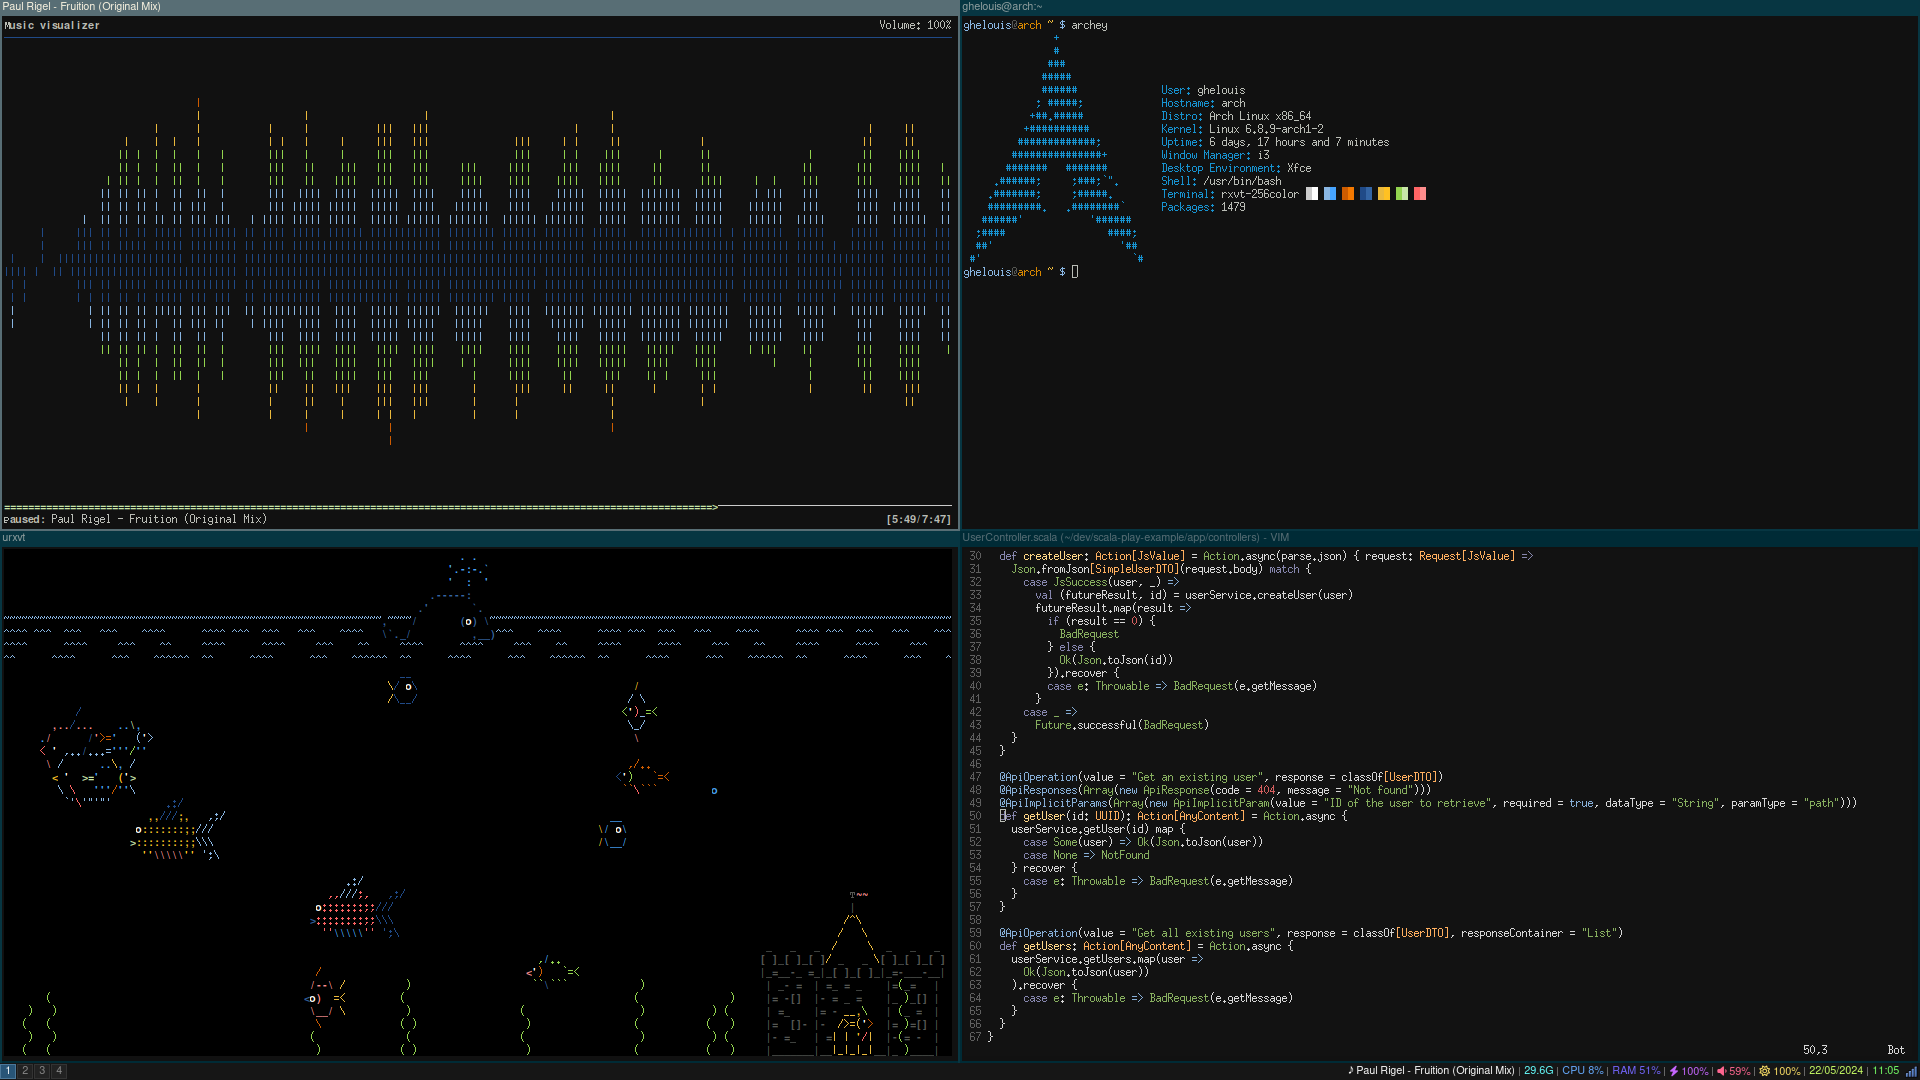 Paul Rigel - Fruition (Original Mix)
Music visualizer
Volume: 100%
Paused: Paul Rigel - Fruition (Original Mix)
[5:49/7:47]
ghelouis@arch:~
ghelouis@arch ~ $ archey
User: ghelouis
Hostname: arch
Distro: Arch Linux x86_64
Kernel: Linux 6.8.9-arch1-2
Uptime: 6 days, 17 hours and 7 minutes
Window Manager: i3
Desktop Environment: Xfce
Shell: /usr/bin/bash
Terminal: rxvt-256color
Packages: 1479
ghelouis@arch ~ $
urxvt
UserController.scala (~/dev/scala-play-example/app/controllers) - VIM
30   def createUser: Action[JsValue] = Action.async(parse.json) { request: Request[JsValue] =>
31     Json.fromJson[SimpleUserDTO](request.body) match {
32       case JsSuccess(user, _) =>
33         val (futureResult, id) = userService.createUser(user)
34         futureResult.map(result =>
35           if (result == 0) {
36             BadRequest
37           } else {
38             Ok(Json.toJson(id))
39           }).recover {
40           case e: Throwable => BadRequest(e.getMessage)
41         }
42       case _ =>
43         Future.successful(BadRequest)
44     }
45   }
46
47   @ApiOperation(value = "Get an existing user", response = classOf[UserDTO])
48   @ApiResponses(Array(new ApiResponse(code = 404, message = "Not found")))
49   @ApiImplicitParams(Array(new ApiImplicitParam(value = "ID of the user to retrieve", required = true, dataType = "String", paramType = "path")))
50   def getUser(id: UUID): Action[AnyContent] = Action.async {
51     userService.getUser(id) map {
52       case Some(user) => Ok(Json.toJson(user))
53       case None => NotFound
54     } recover {
55       case e: Throwable => BadRequest(e.getMessage)
56     }
57   }
58
59   @ApiOperation(value = "Get all existing users", response = classOf[UserDTO], responseContainer = "List")
60   def getUsers: Action[AnyContent] = Action.async {
61     userService.getUsers.map(user =>
62       Ok(Json.toJson(user))
63     ).recover {
64       case e: Throwable => BadRequest(e.getMessage)
65     }
66   }
67 }
50,3 Bot
1 2 3 4
♪ Paul Rigel - Fruition (Original Mix) | 29.6G | CPU 8% | RAM 51% | 100% | 59% | 100% | 22/05/2024 | 11:05